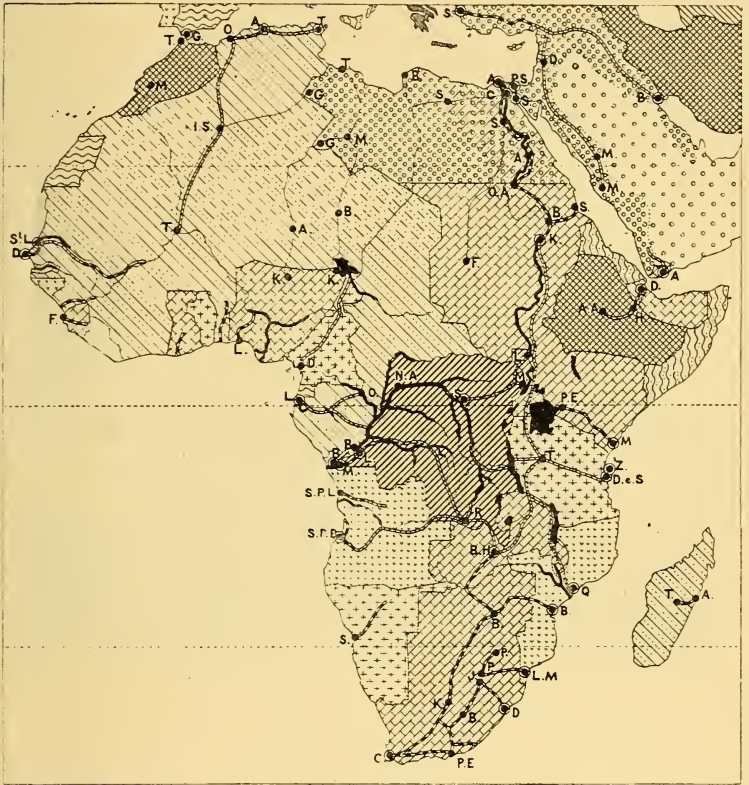 S.
T. G. O. A. T.
M. T. B. A. P.S. D.
G. S. C. S. B.
I.S. G. M. S. A. M.
M.
O.A.
S.
T. A. B. B.
St L. K. A.
D. F. D.
K. K. A.A. H.
F. L.
D. L.
N.A. M. P.E.
L. O.
B. M.
T. Z.
B. M. D.e.S
S.P.L
B.H.
Q
B. B. T. A.
S.
P.
P. L.M
J
K B. D
C P.E